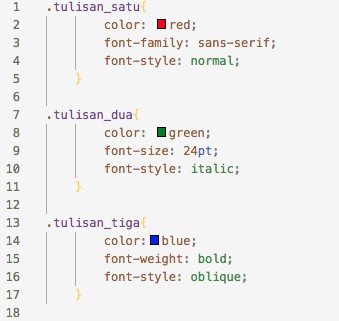 1 .tulisan_satu{
2 color: red;
3 font-family: sans-serif;
4 font-style: normal;
5 }
6
7 .tulisan_dua{
8 color: green;
9 font-size: 24pt;
10 font-style: italic;
11 }
12
13 .tulisan_tiga{
14 color: blue;
15 font-weight: bold;
16 font-style: oblique;
17 }
18